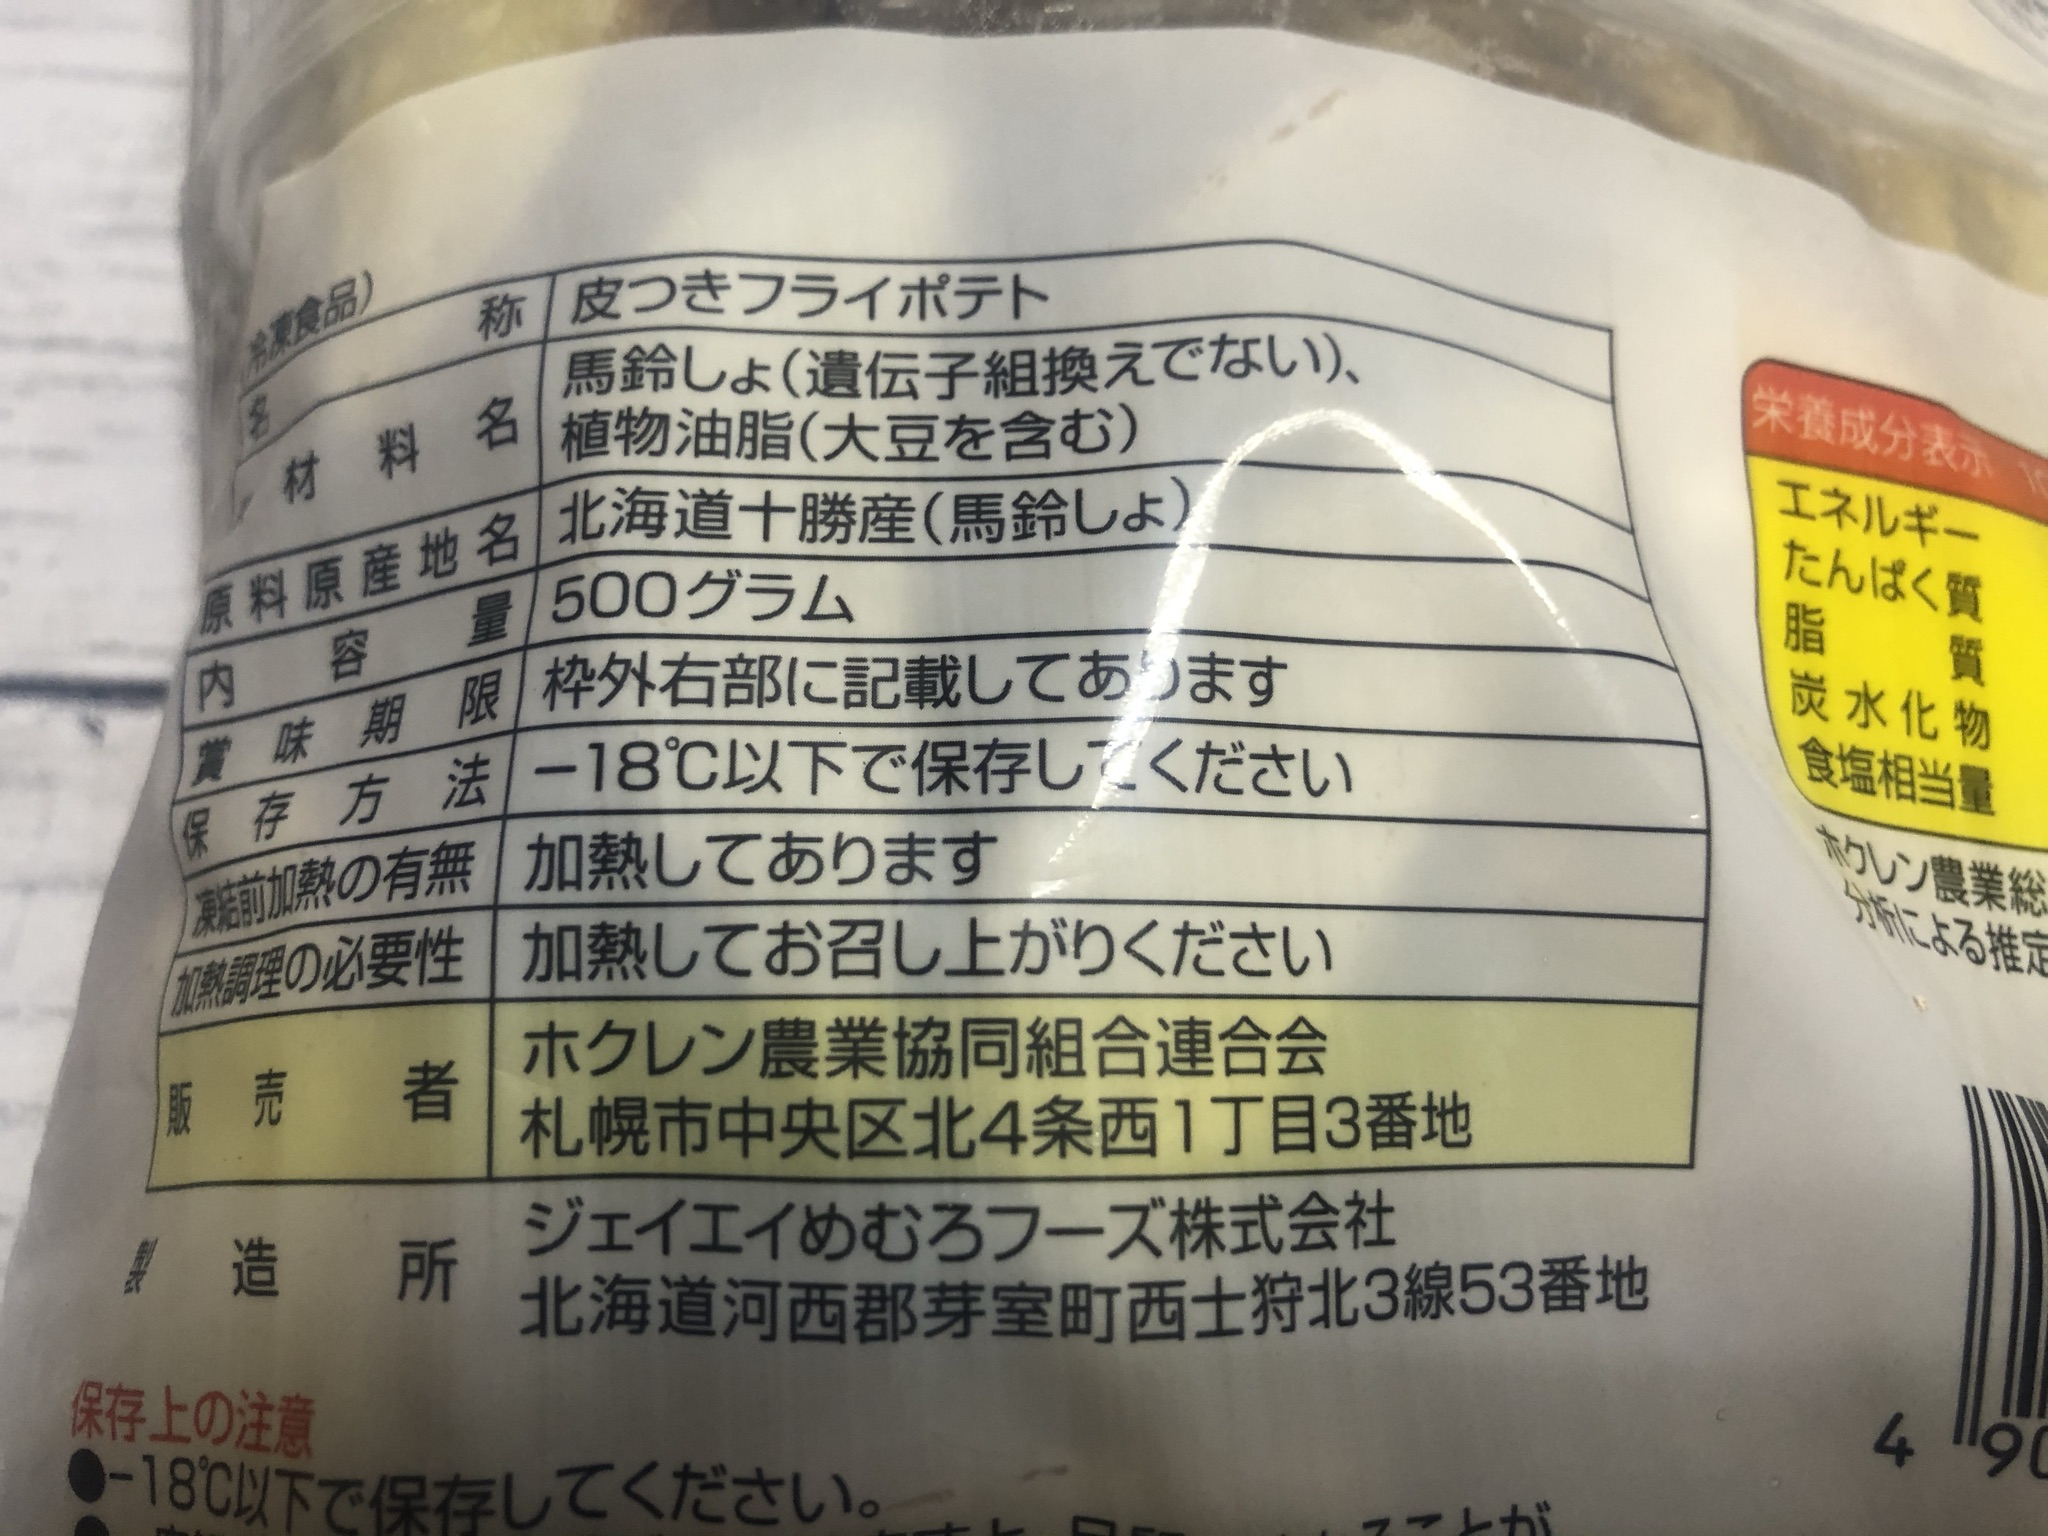 冷凍食品)
名 称 皮つきフライポテト
材 料 名 馬鈴しょ(遺伝子組換えでない)、
植物油脂(大豆を含む)
原料原産地名 北海道十勝産(馬鈴しょ)
内 容 量 500グラム
賞 味 期 限 枠外右部に記載してあります
保 存 方 法 −18℃以下で保存してください
凍結前加熱の有無 加熱してあります
加熱調理の必要性 加熱してお召し上がりください
販 売 者 ホクレン農業協同組合連合会
札幌市中央区北4条西1丁目3番地
製 造 所 ジェイエイめむろフーズ株式会社
北海道河西郡芽室町西士狩北3線53番地
保存上の注意
●−18℃以下で保存してください。
栄養成分表示
エネルギー
たんぱく質
脂 質
炭水化物
食塩相当量
ホクレン農業総
分析による推定
4 90